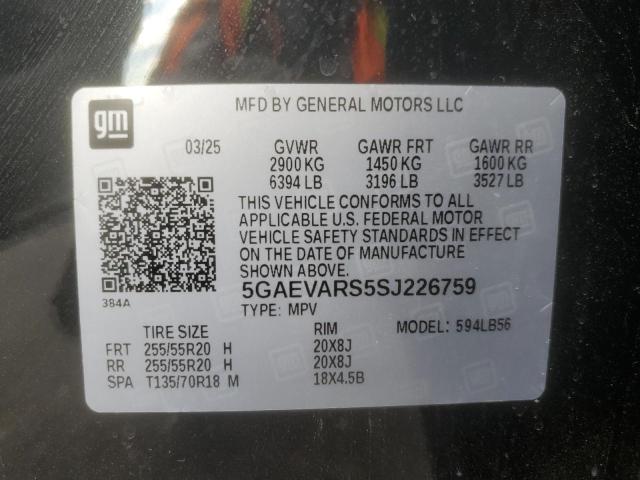 gm
MFD BY GENERAL MOTORS LLC
03/25 GVWR GAWR FRT GAWR RR
2900 KG 1450 KG 1600 KG
6394 LB 3196 LB 3527 LB
THIS VEHICLE CONFORMS TO ALL
APPLICABLE U.S. FEDERAL MOTOR
VEHICLE SAFETY STANDARDS IN EFFECT
ON THE DATE OF MANUFACTURE
SHOWN ABOVE.
384A
5GAEVARS5SJ226759
TYPE: MPV MODEL: 594LB56
TIRE SIZE RIM
FRT 255/55R20 H 20X8J
RR 255/55R20 H 20X8J
SPA T135/70R18 M 18X4.5B